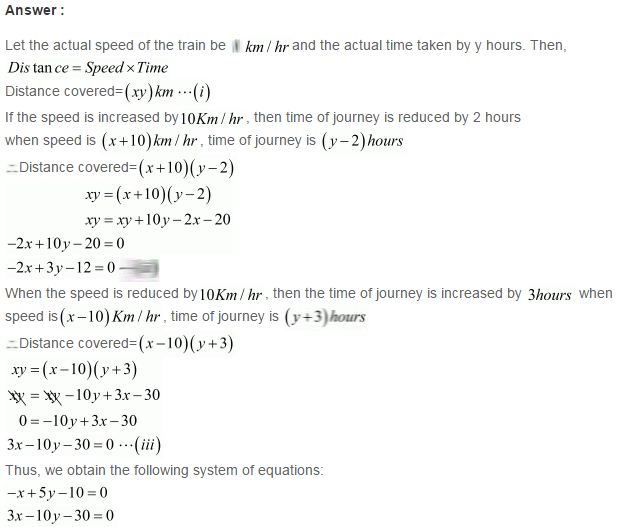 Answer :
Let the actual speed of the train be km / hr and the actual time taken by y hours. Then,
Distance = Speed × Time
Distance covered=(xy) km ···(i)
If the speed is increased by 10Km / hr , then time of journey is reduced by 2 hours
when speed is (x+10) km / hr , time of journey is (y−2) hours
Distance covered=(x+10)(y−2)
xy = (x+10)(y−2)
xy = xy+10y−2x−20
−2x+10y−20 = 0
−2x+3y−12 = 0
When the speed is reduced by 10Km / hr , then the time of journey is increased by 3hours when
speed is (x−10) Km / hr , time of journey is (y+3) hours
Distance covered=(x−10)(y+3)
xy = (x−10)(y+3)
xy = xy −10y+3x−30
0 = −10y+3x−30
3x−10y−30 = 0 ···(iii)
Thus, we obtain the following system of equations:
−x+5y−10 = 0
3x−10y−30 = 0